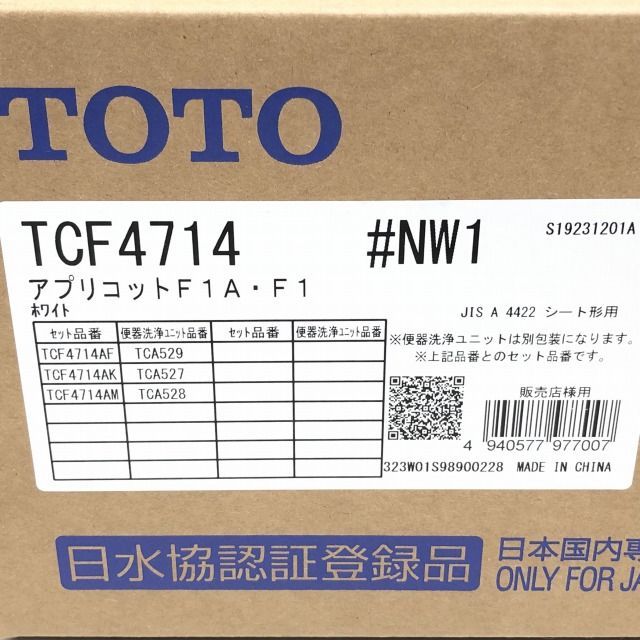 TOTO
TCF4714 #NW1 S19231201A
アプリコットF1A・F1
ホワイト
JIS A 4422 シート形用
※便器洗浄ユニットは別包装になります。
※上記品番とのセット品番です。
セット品番 便器洗浄ユニット品番 セット品番 便器洗浄ユニット品番
TCF4714AF TCA529
TCF4714AK TCA527
TCF4714AM TCA528
販売店様用
4 940577 977007
323W01S98900228 MADE IN CHINA
日水協認証登録品
日本国内専
ONLY FOR JA